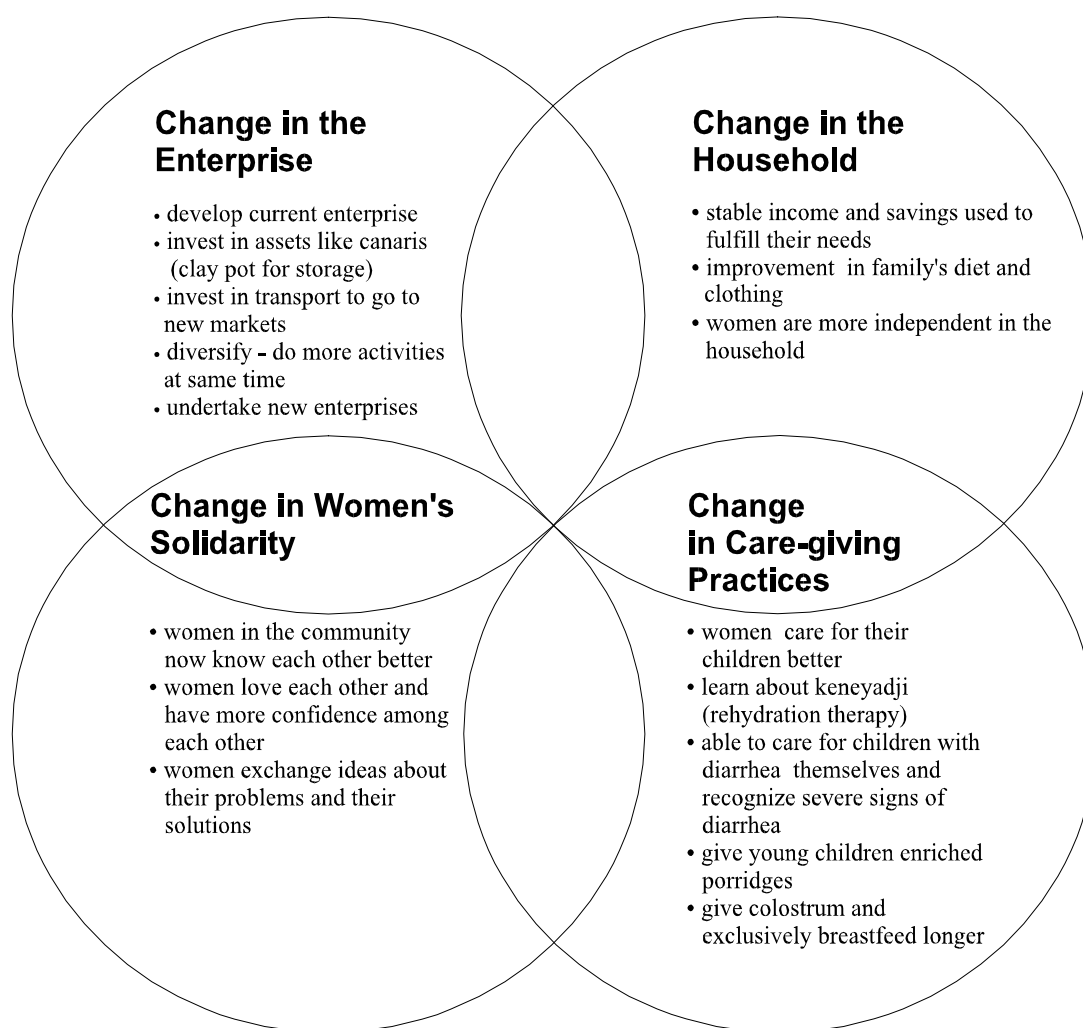 Change in the
Enterprise
• develop current enterprise
• invest in assets like canaris
(clay pot for storage)
• invest in transport to go to
new markets
• diversify - do more activities
at same time
• undertake new enterprises
Change in the
Household
• stable income and savings used to
fulfill their needs
• improvement in family's diet and
clothing
• women are more independent in the
household
Change in Women's
Solidarity
• women in the community
now know each other better
• women love each other and
have more confidence among
each other
• women exchange ideas about
their problems and their
solutions
Change
in Care-giving
Practices
• women care for their
children better
• learn about keneyadji
(rehydration therapy)
• able to care for children with
diarrhea themselves and
recognize severe signs of
diarrhea
• give young children enriched
porridges
• give colostrum and
exclusively breastfeed longer